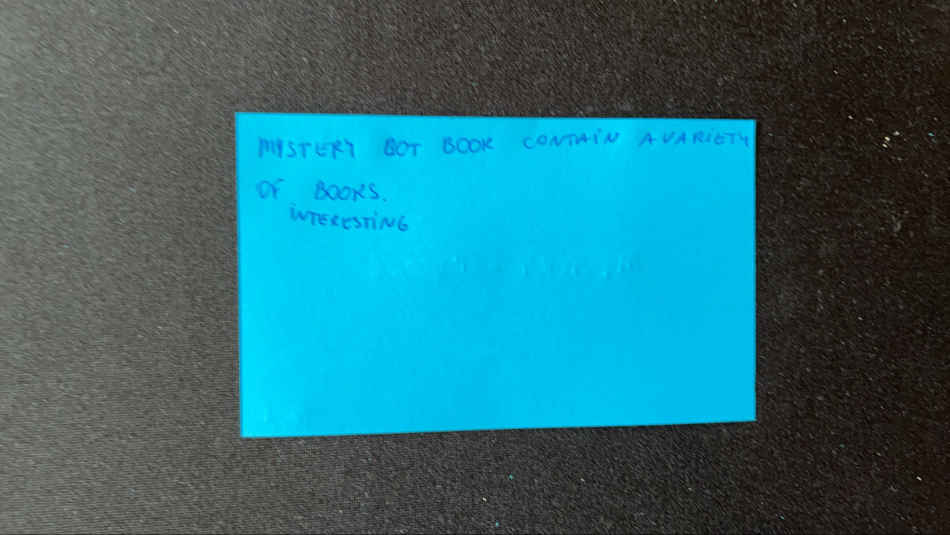 MYSTERY BOT BOOK CONTAIN A VARIETY
OF BOOKS.
INTERESTING